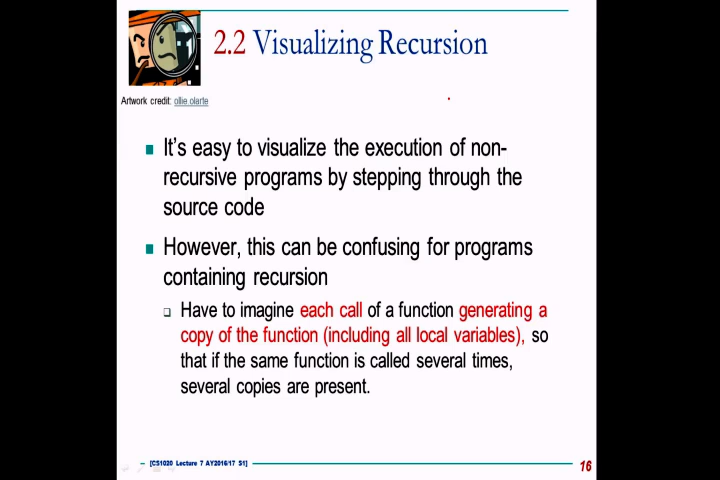 2.2 Visualizing Recursion
Artwork credit: ollie.olarte
It's easy to visualize the execution of non-
recursive programs by stepping through the
source code
However, this can be confusing for programs
containing recursion
Have to imagine each call of a function generating a
copy of the function (including all local variables), so
that if the same function is called several times,
several copies are present.
[CS1020 Lecture 7 AY2016/17 S1]
16